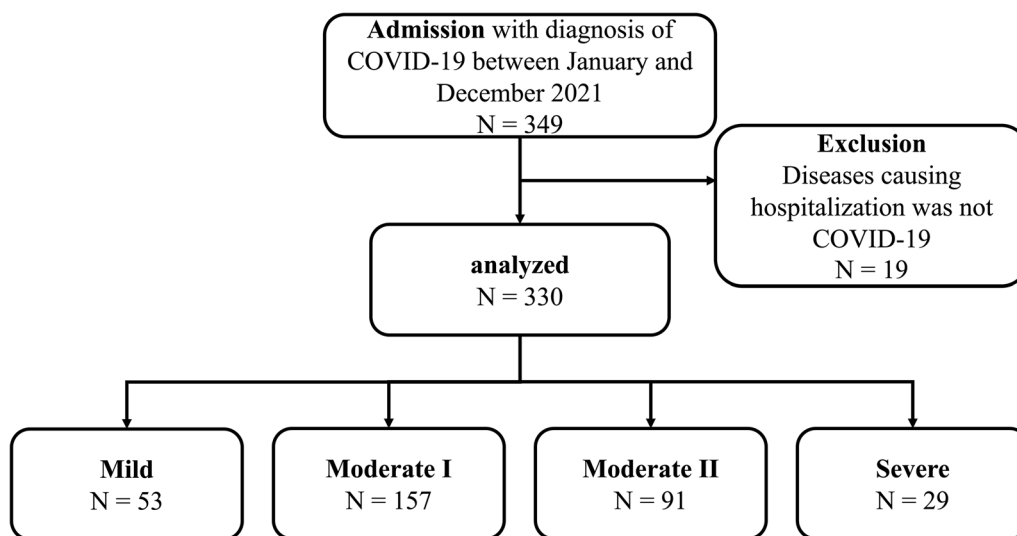 Admission with diagnosis of
COVID-19 between January and
December 2021
N = 349
Exclusion
Diseases causing
hospitalization was not
COVID-19
N = 19
analyzed
N = 330
Mild
N = 53
Moderate I
N = 157
Moderate II
N = 91
Severe
N = 29